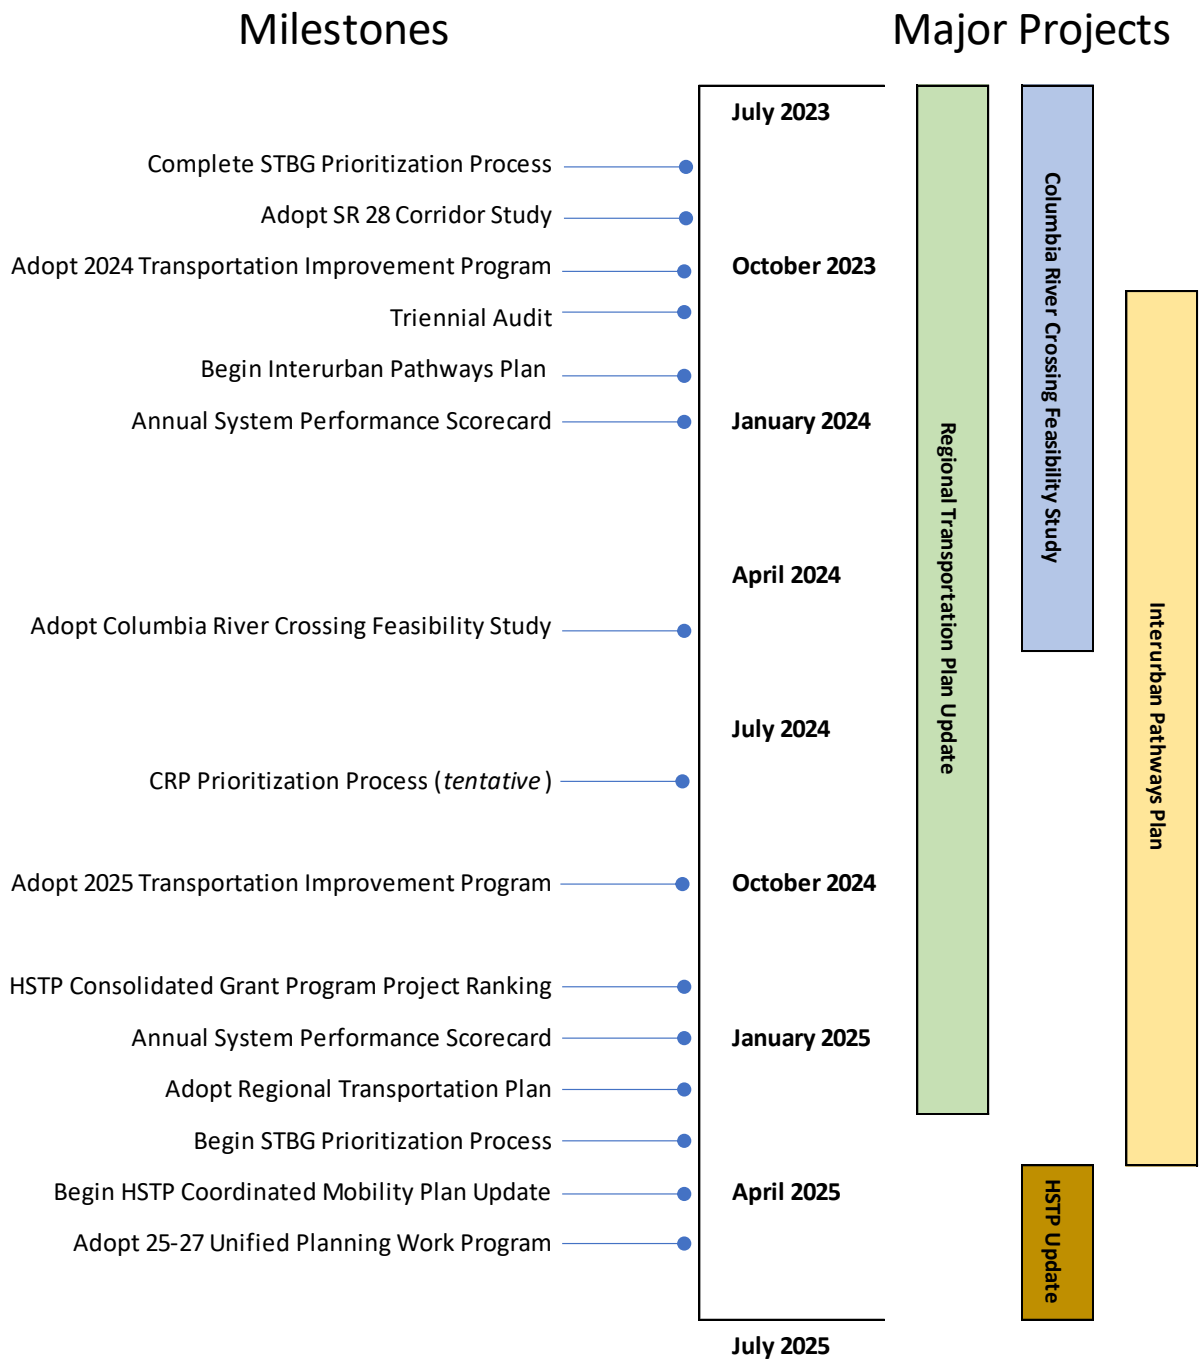 Milestones
Major Projects
July 2023
Complete STBG Prioritization Process
Adopt SR 28 Corridor Study
Adopt 2024 Transportation Improvement Program
October 2023
Triennial Audit
Begin Interurban Pathways Plan
Annual System Performance Scorecard
January 2024
April 2024
Adopt Columbia River Crossing Feasibility Study
July 2024
CRP Prioritization Process (tentative)
Adopt 2025 Transportation Improvement Program
October 2024
HSTP Consolidated Grant Program Project Ranking
Annual System Performance Scorecard
January 2025
Adopt Regional Transportation Plan
Begin STBG Prioritization Process
Begin HSTP Coordinated Mobility Plan Update
April 2025
Adopt 25-27 Unified Planning Work Program
July 2025
Regional Transportation Plan Update
Columbia River Crossing Feasibility Study
Interurban Pathways Plan
HSTP Update